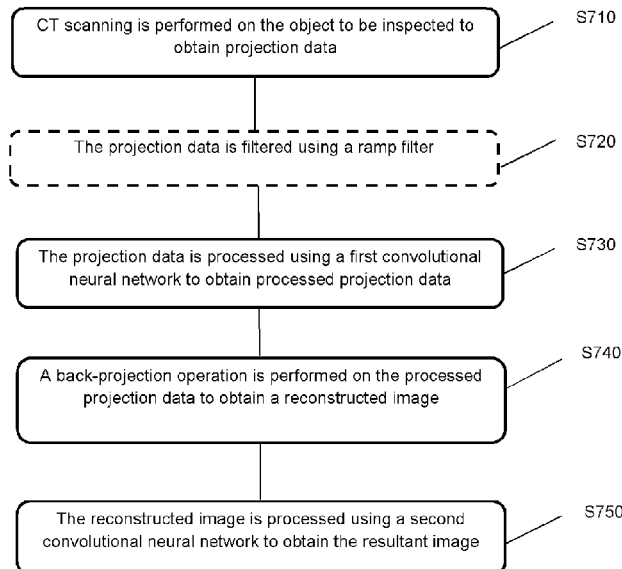 CT scanning is performed on the object to be inspected to
obtain projection data
S710
The projection data is filtered using a ramp filter
S720
The projection data is processed using a first convolutional
neural network to obtain processed projection data
S730
A back-projection operation is performed on the processed
projection data to obtain a reconstructed image
S740
The reconstructed image is processed using a second
convolutional neural network to obtain the resultant image
S750